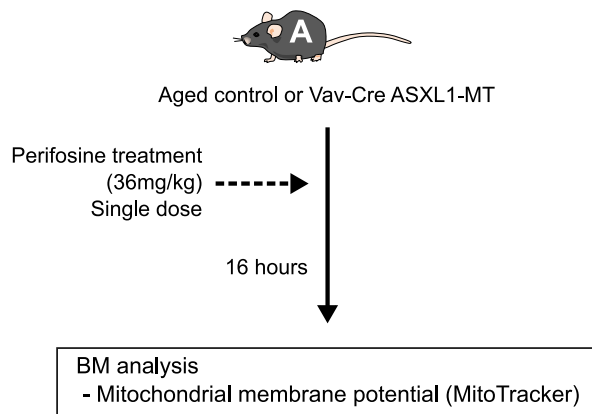 A
Aged control or Vav-Cre ASXL1-MT
Perifosine treatment
(36mg/kg)
Single dose
16 hours
BM analysis
- Mitochondrial membrane potential (MitoTracker)